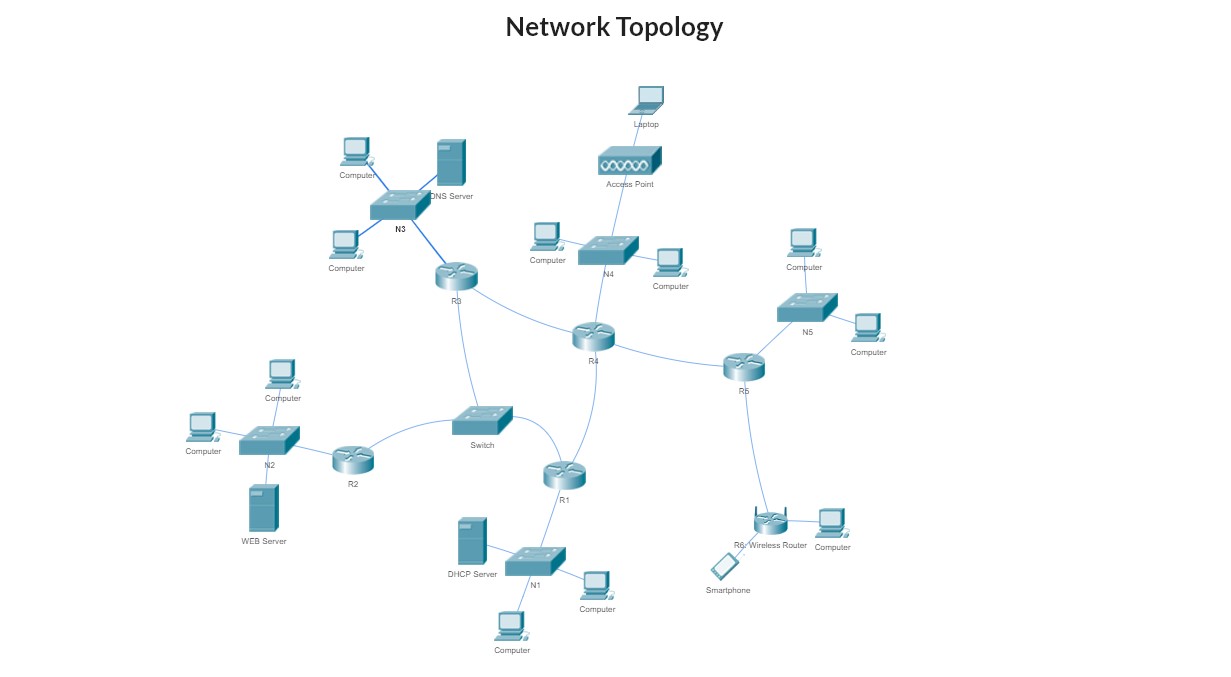 Network Topology
Laptop
Access Point
Computer
DNS Server
N3
Computer
Computer
N4
Computer
Computer
N5
Computer
R3
R4
R5
Computer
Computer
N2
R2
WEB Server
Switch
R1
DHCP Server
N1
Computer
Computer
R6: Wireless Router
Computer
Smartphone